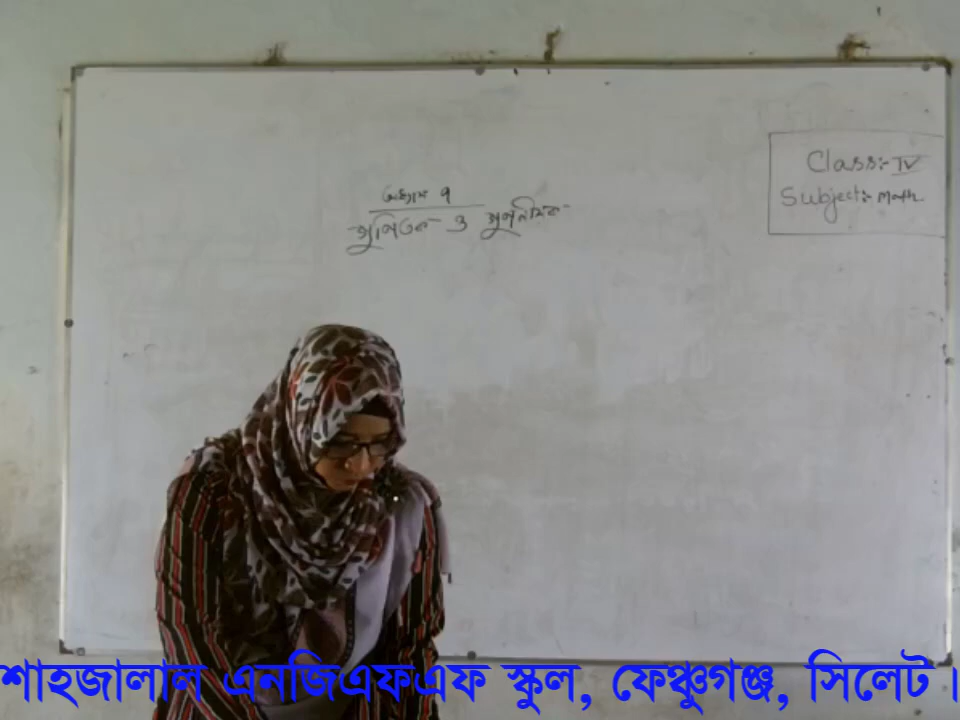 অধ্যায় ৭
গুণিতক ও গুণনীয়ক
Class:- IV
Subject:- Math
শাহজালাল এনজিএফএফ স্কুল, ফেঞ্চুগঞ্জ, সিলেট।